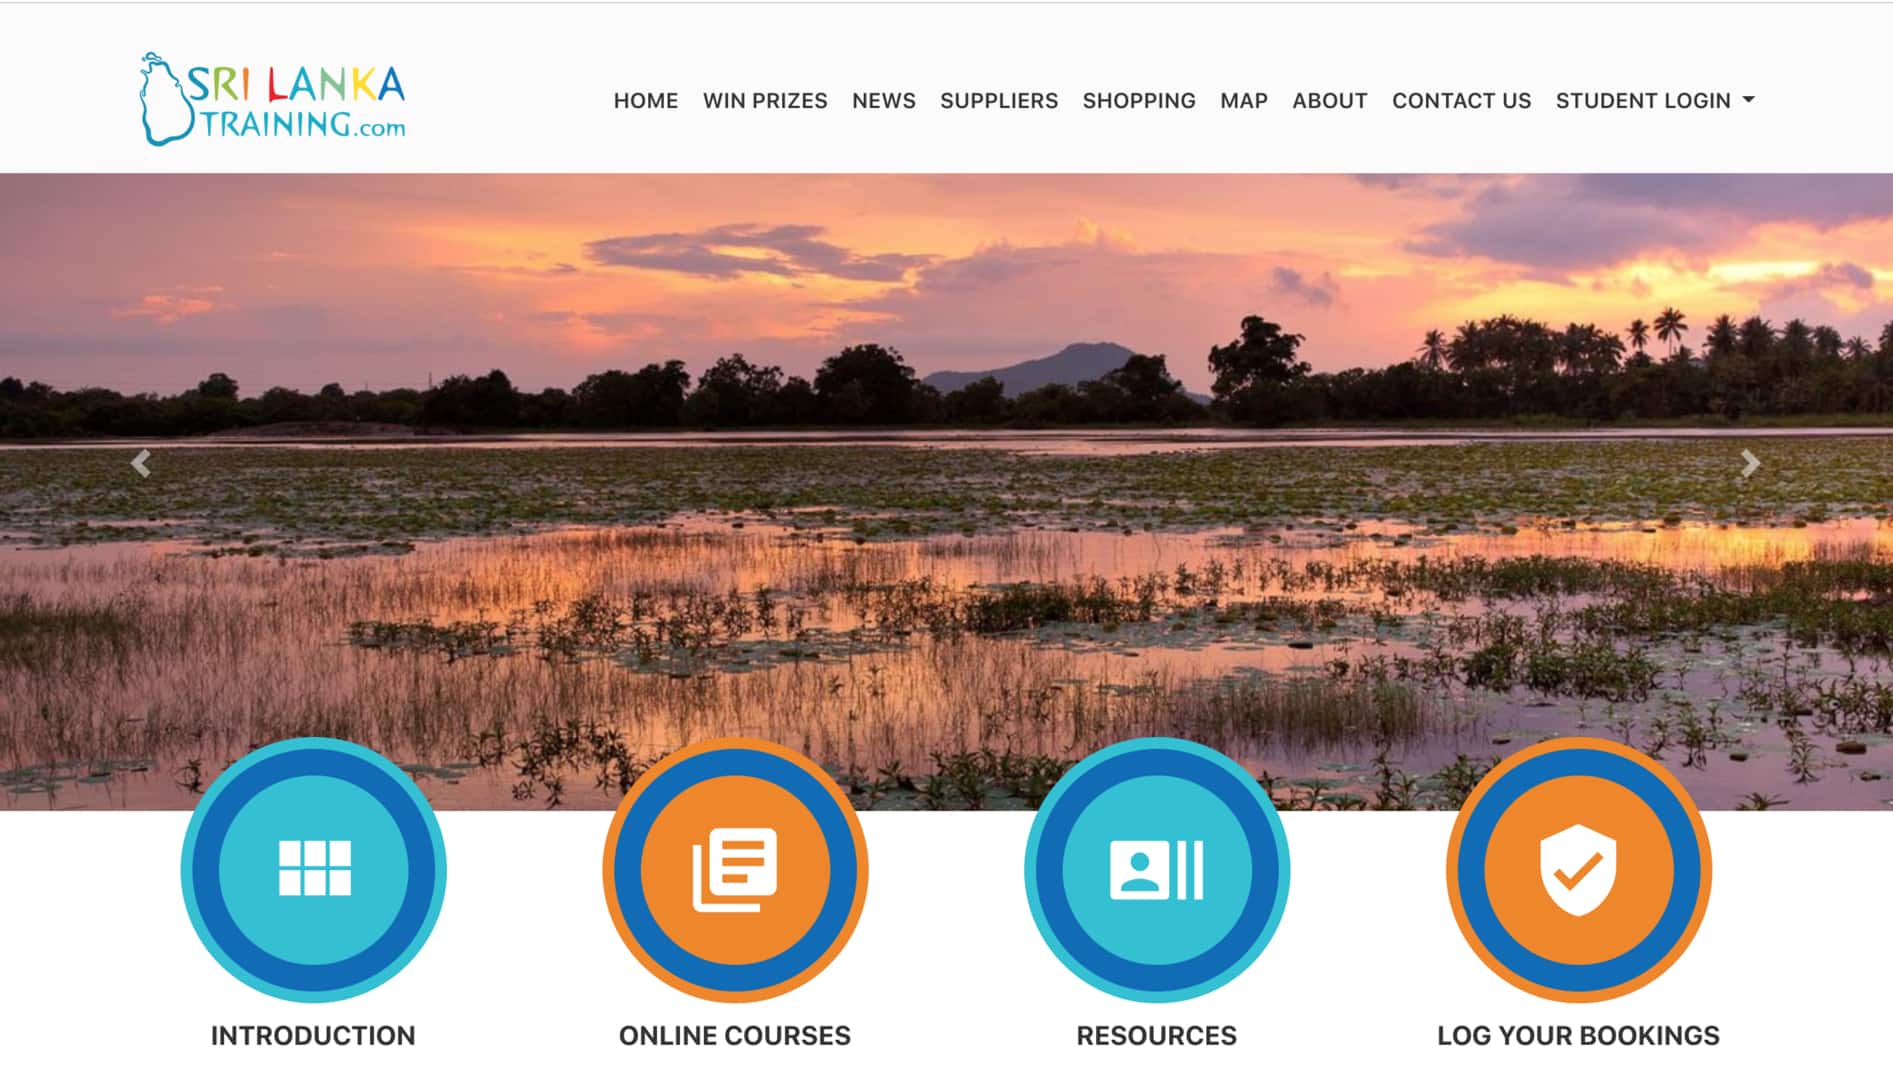 SRI LANKA
TRAINING.com
HOME WIN PRIZES NEWS SUPPLIERS SHOPPING MAP ABOUT CONTACT US STUDENT LOGIN
INTRODUCTION ONLINE COURSES RESOURCES LOG YOUR BOOKINGS